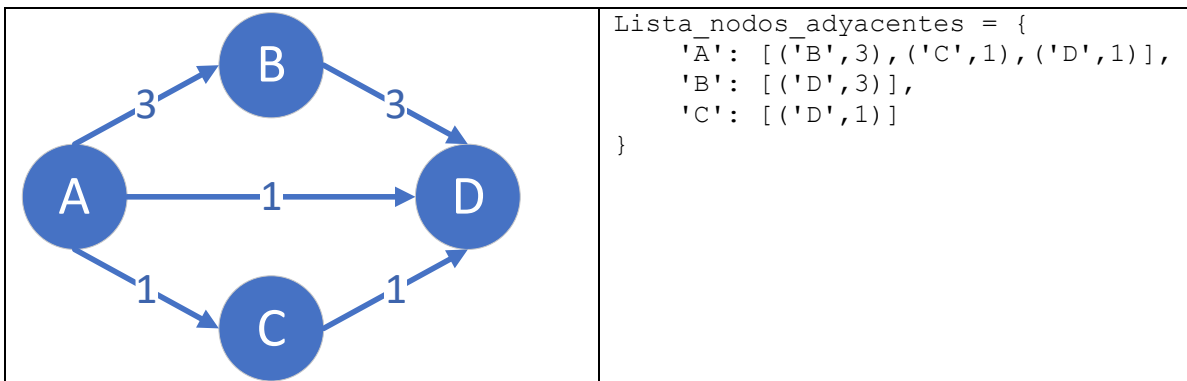 B
3
3
A
1
D
1
1
C
Lista_nodos_adyacentes = {
    'A': [('B',3),('C',1),('D',1)],
    'B': [('D',3)],
    'C': [('D',1)]
}